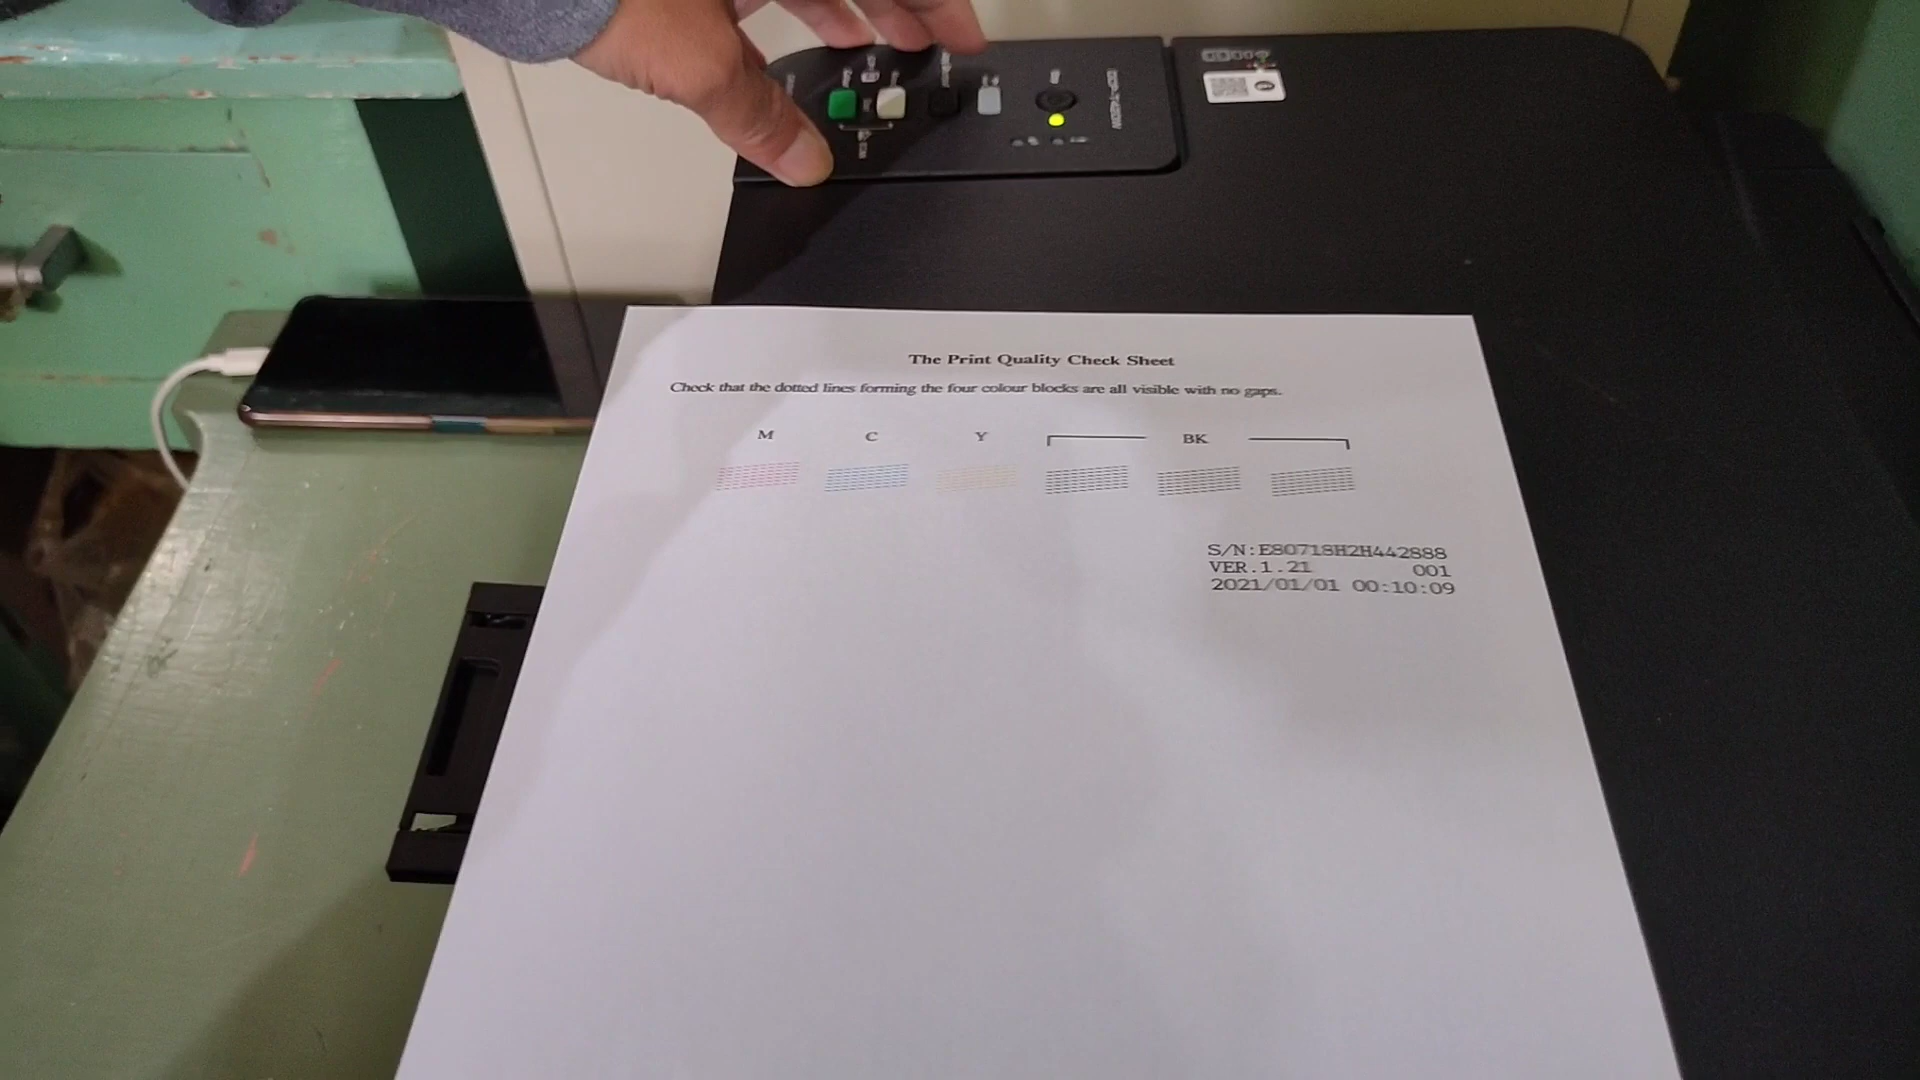 The Print Quality Check Sheet
Check that the dotted lines forming the four colour blocks are all visible with no gaps.
M C Y BK
S/N:E80718H2H442888
VER.1.21 001
2021/01/01 00:10:09